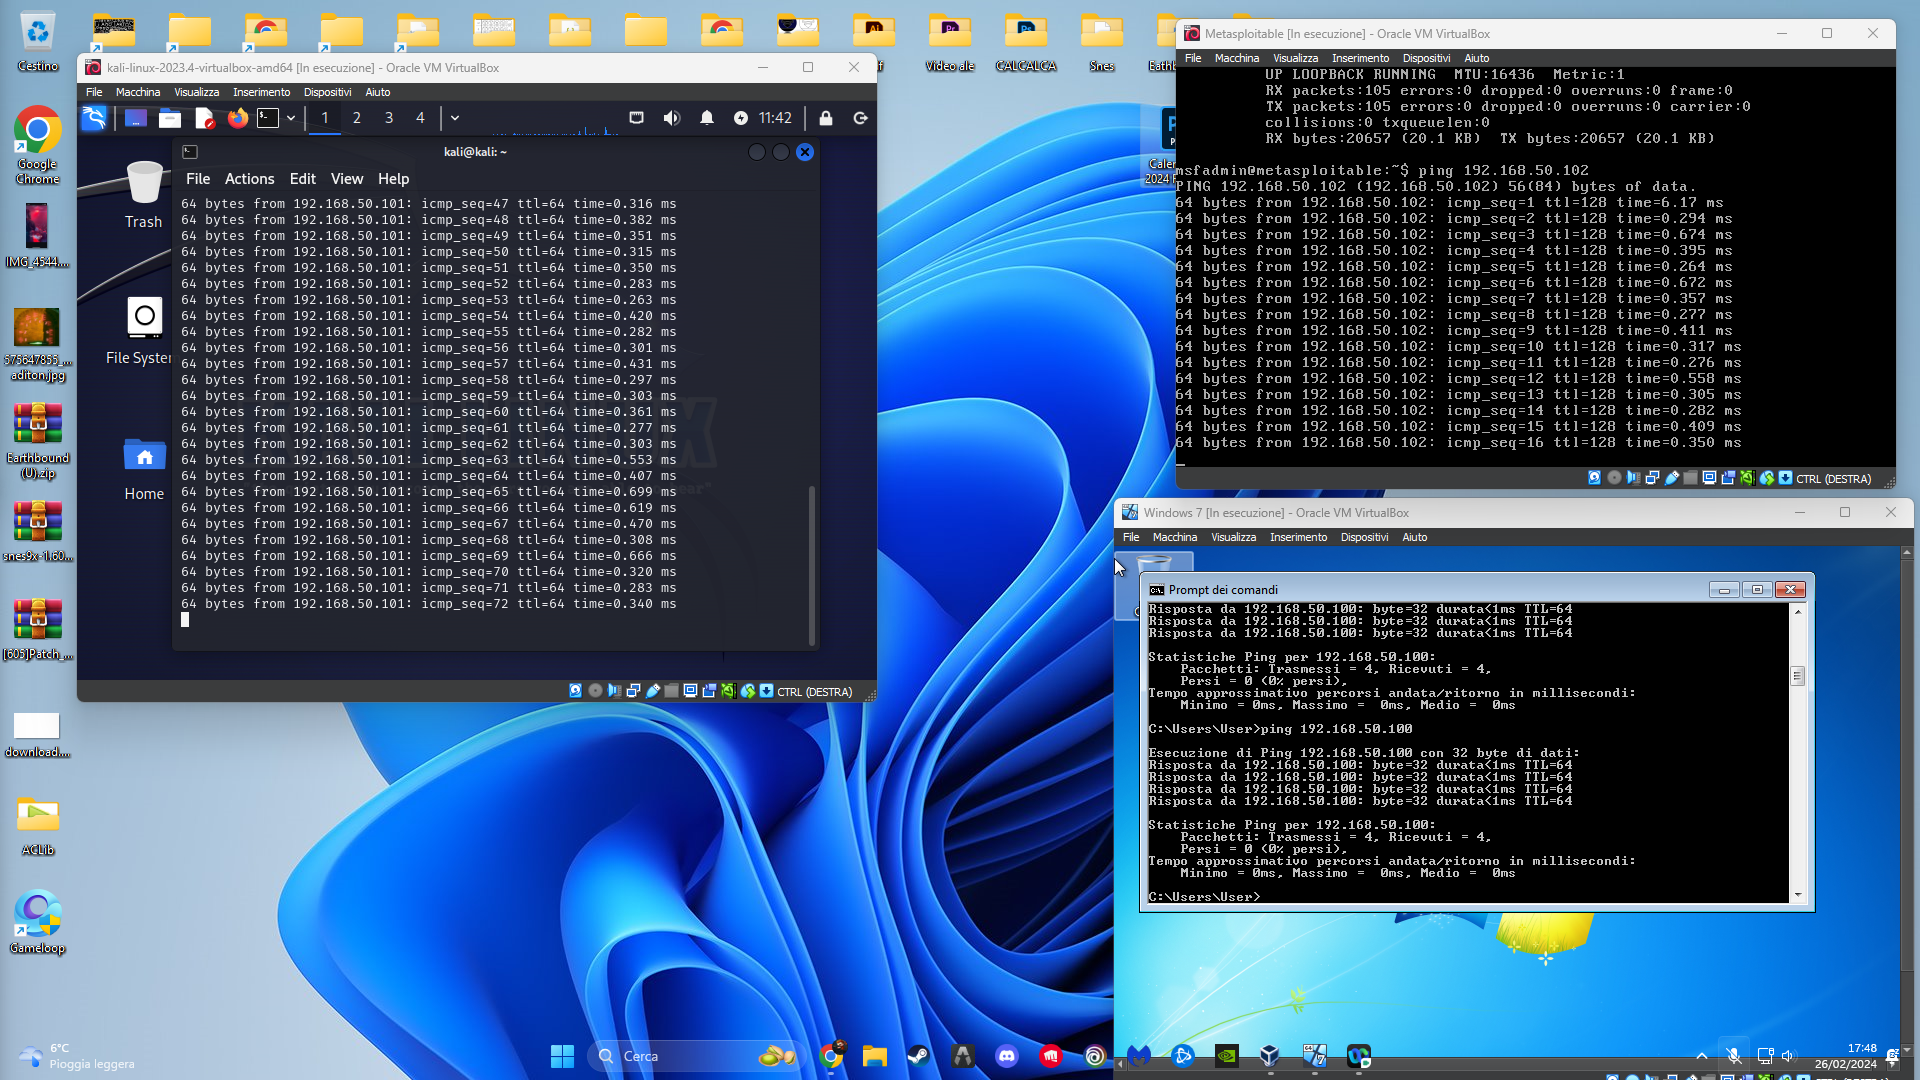 Cestino
Google
Chrome
IMG_4544....
575647855_...
aditon.jpg
Earthbound
(U).zip
snes9x-1.60...
[605]Patch_...
download....
ACLib
Gameloop
Video ale
CALCALCA
Snes
kali-linux-2023.4-virtualbox-amd64 [In esecuzione] - Oracle VM VirtualBox
File Macchina Visualizza Inserimento Dispositivi Aiuto
1 2 3 4 11:42
Trash
File System
Home
kali@kali: ~
File Actions Edit View Help
64 bytes from 192.168.50.101: icmp_seq=47 ttl=64 time=0.316 ms
64 bytes from 192.168.50.101: icmp_seq=48 ttl=64 time=0.382 ms
64 bytes from 192.168.50.101: icmp_seq=49 ttl=64 time=0.351 ms
64 bytes from 192.168.50.101: icmp_seq=50 ttl=64 time=0.315 ms
64 bytes from 192.168.50.101: icmp_seq=51 ttl=64 time=0.350 ms
64 bytes from 192.168.50.101: icmp_seq=52 ttl=64 time=0.283 ms
64 bytes from 192.168.50.101: icmp_seq=53 ttl=64 time=0.263 ms
64 bytes from 192.168.50.101: icmp_seq=54 ttl=64 time=0.420 ms
64 bytes from 192.168.50.101: icmp_seq=55 ttl=64 time=0.282 ms
64 bytes from 192.168.50.101: icmp_seq=56 ttl=64 time=0.301 ms
64 bytes from 192.168.50.101: icmp_seq=57 ttl=64 time=0.431 ms
64 bytes from 192.168.50.101: icmp_seq=58 ttl=64 time=0.297 ms
64 bytes from 192.168.50.101: icmp_seq=59 ttl=64 time=0.303 ms
64 bytes from 192.168.50.101: icmp_seq=60 ttl=64 time=0.361 ms
64 bytes from 192.168.50.101: icmp_seq=61 ttl=64 time=0.277 ms
64 bytes from 192.168.50.101: icmp_seq=62 ttl=64 time=0.303 ms
64 bytes from 192.168.50.101: icmp_seq=63 ttl=64 time=0.553 ms
64 bytes from 192.168.50.101: icmp_seq=64 ttl=64 time=0.407 ms
64 bytes from 192.168.50.101: icmp_seq=65 ttl=64 time=0.699 ms
64 bytes from 192.168.50.101: icmp_seq=66 ttl=64 time=0.619 ms
64 bytes from 192.168.50.101: icmp_seq=67 ttl=64 time=0.470 ms
64 bytes from 192.168.50.101: icmp_seq=68 ttl=64 time=0.308 ms
64 bytes from 192.168.50.101: icmp_seq=69 ttl=64 time=0.666 ms
64 bytes from 192.168.50.101: icmp_seq=70 ttl=64 time=0.320 ms
64 bytes from 192.168.50.101: icmp_seq=71 ttl=64 time=0.283 ms
64 bytes from 192.168.50.101: icmp_seq=72 ttl=64 time=0.340 ms
CTRL (DESTRA)
Metasploitable [In esecuzione] - Oracle VM VirtualBox
File Macchina Visualizza Inserimento Dispositivi Aiuto
UP LOOPBACK RUNNING MTU:16436 Metric:1
RX packets:105 errors:0 dropped:0 overruns:0 frame:0
TX packets:105 errors:0 dropped:0 overruns:0 carrier:0
collisions:0 txqueuelen:0
RX bytes:20657 (20.1 KB) TX bytes:20657 (20.1 KB)
msfadmin@metasploitable:~$ ping 192.168.50.102
PING 192.168.50.102 (192.168.50.102) 56(84) bytes of data.
64 bytes from 192.168.50.102: icmp_seq=1 ttl=128 time=6.17 ms
64 bytes from 192.168.50.102: icmp_seq=2 ttl=128 time=0.294 ms
64 bytes from 192.168.50.102: icmp_seq=3 ttl=128 time=0.674 ms
64 bytes from 192.168.50.102: icmp_seq=4 ttl=128 time=0.395 ms
64 bytes from 192.168.50.102: icmp_seq=5 ttl=128 time=0.264 ms
64 bytes from 192.168.50.102: icmp_seq=6 ttl=128 time=0.672 ms
64 bytes from 192.168.50.102: icmp_seq=7 ttl=128 time=0.357 ms
64 bytes from 192.168.50.102: icmp_seq=8 ttl=128 time=0.277 ms
64 bytes from 192.168.50.102: icmp_seq=9 ttl=128 time=0.411 ms
64 bytes from 192.168.50.102: icmp_seq=10 ttl=128 time=0.317 ms
64 bytes from 192.168.50.102: icmp_seq=11 ttl=128 time=0.276 ms
64 bytes from 192.168.50.102: icmp_seq=12 ttl=128 time=0.558 ms
64 bytes from 192.168.50.102: icmp_seq=13 ttl=128 time=0.305 ms
64 bytes from 192.168.50.102: icmp_seq=14 ttl=128 time=0.282 ms
64 bytes from 192.168.50.102: icmp_seq=15 ttl=128 time=0.409 ms
64 bytes from 192.168.50.102: icmp_seq=16 ttl=128 time=0.350 ms
CTRL (DESTRA)
Windows 7 [In esecuzione] - Oracle VM VirtualBox
File Macchina Visualizza Inserimento Dispositivi Aiuto
Prompt dei comandi
Risposta da 192.168.50.100: byte=32 durata<1ms TTL=64
Risposta da 192.168.50.100: byte=32 durata<1ms TTL=64
Risposta da 192.168.50.100: byte=32 durata<1ms TTL=64
Statistiche Ping per 192.168.50.100:
Pacchetti: Trasmessi = 4, Ricevuti = 4,
Persi = 0 (0% persi),
Tempo approssimativo percorsi andata/ritorno in millisecondi:
Minimo = 0ms, Massimo = 0ms, Medio = 0ms
C:\Users\User>ping 192.168.50.100
Esecuzione di Ping 192.168.50.100 con 32 byte di dati:
Risposta da 192.168.50.100: byte=32 durata<1ms TTL=64
Risposta da 192.168.50.100: byte=32 durata<1ms TTL=64
Risposta da 192.168.50.100: byte=32 durata<1ms TTL=64
Risposta da 192.168.50.100: byte=32 durata<1ms TTL=64
Statistiche Ping per 192.168.50.100:
Pacchetti: Trasmessi = 4, Ricevuti = 4,
Persi = 0 (0% persi),
Tempo approssimativo percorsi andata/ritorno in millisecondi:
Minimo = 0ms, Massimo = 0ms, Medio = 0ms
C:\Users\User>
6°C
Pioggia leggera
Cerca
17:48
26/02/2024